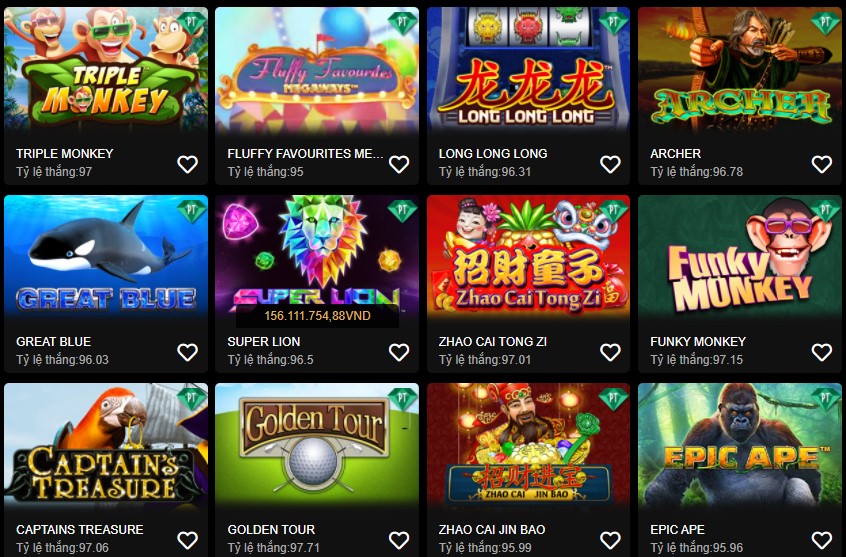 PT
PT
PT
PT
TRIPLE
MONKEY
Fluffy Favourites
MEGAWAYS™
龙龙龙™
LONG LONG LONG
ARCHER
TRIPLE MONKEY
FLUFFY FAVOURITES ME...
LONG LONG LONG
ARCHER
Tỷ lệ thắng:97
Tỷ lệ thắng:95
Tỷ lệ thắng:96.31
Tỷ lệ thắng:96.78
PT
PT
PT
GREAT BLUE
SUPER LION
招財童子
Zhao Cai Tong Zi
Funky
MONKEY
156.111.754,88VND
GREAT BLUE
SUPER LION
ZHAO CAI TONG ZI
FUNKY MONKEY
Tỷ lệ thắng:96.03
Tỷ lệ thắng:96.5
Tỷ lệ thắng:97.01
Tỷ lệ thắng:97.15
PT
PT
PT
PT
CAPTAIN'S
TREASURE
Golden Tour
招财进宝
ZHAO CAI JIN BAO
EPIC APE™
CAPTAINS TREASURE
GOLDEN TOUR
ZHAO CAI JIN BAO
EPIC APE
Tỷ lệ thắng:97.06
Tỷ lệ thắng:97.71
Tỷ lệ thắng:95.99
Tỷ lệ thắng:95.96